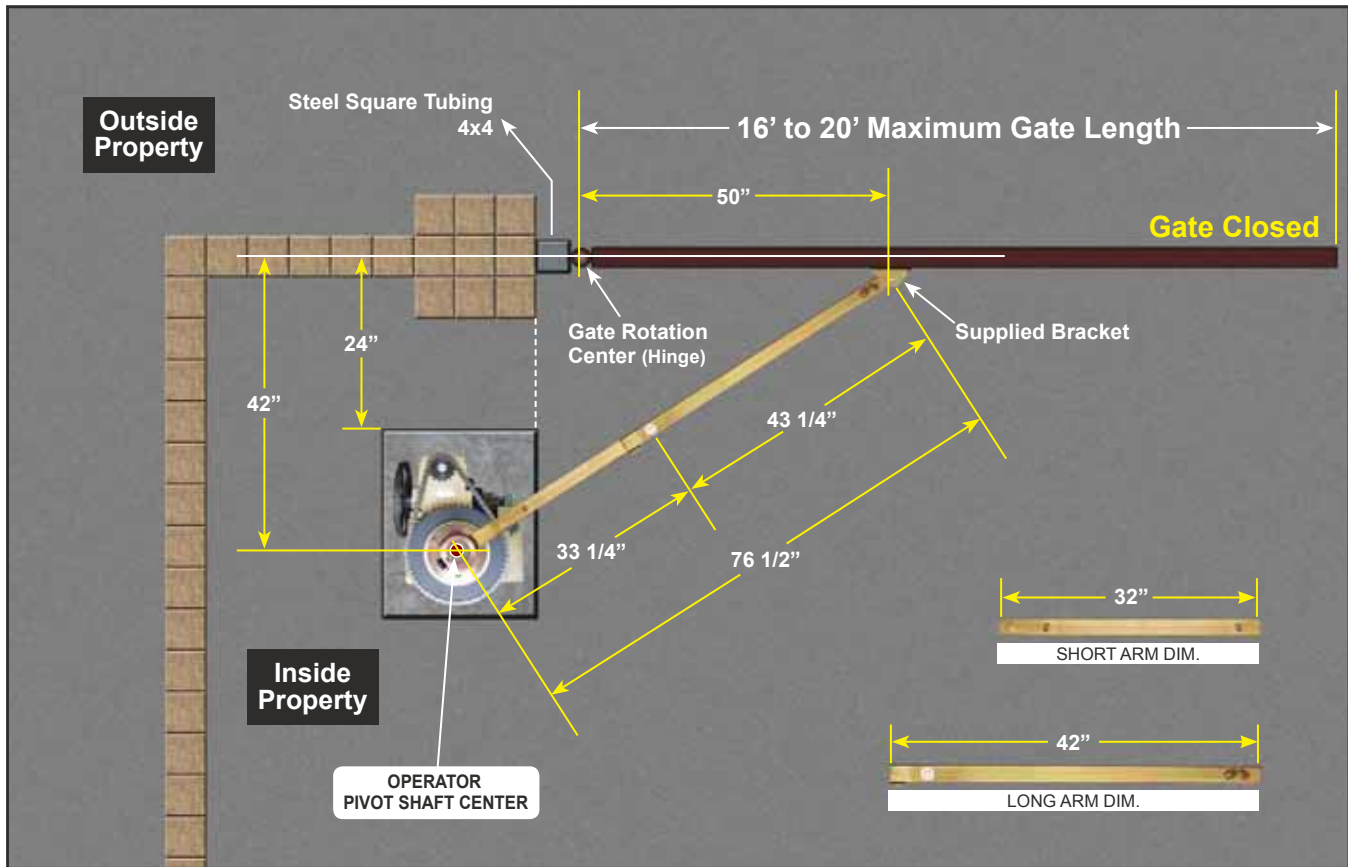 Outside
Property
Steel Square Tubing
4x4
16’ to 20’ Maximum Gate Length
50”
Gate Closed
Gate Rotation
Center (Hinge)
Supplied Bracket
24”
42”
43 1/4”
33 1/4”
76 1/2”
32”
SHORT ARM DIM.
Inside
Property
42”
LONG ARM DIM.
OPERATOR
PIVOT SHAFT CENTER